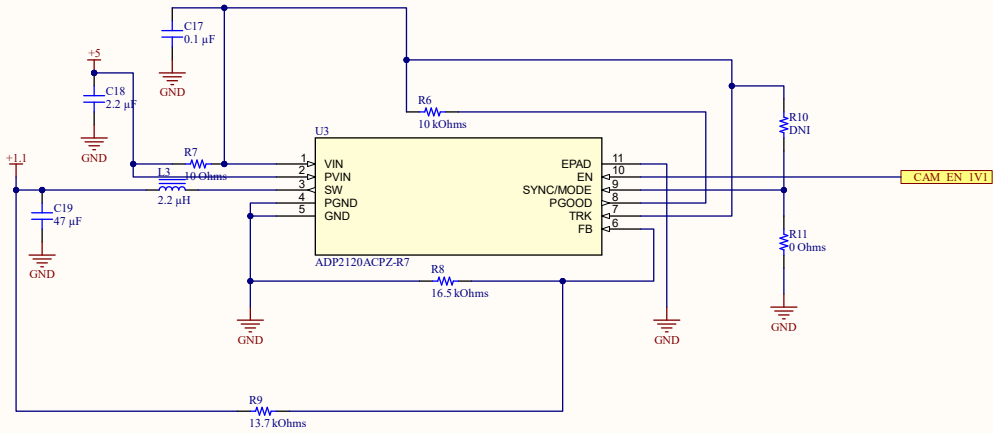 C17
0.1 µF
GND
+5
C18
2.2 µF
GND
R6
10 kOhms
R10
DNI
U3
+1.1
R7
10 Ohms
L3
2.2 µH
1 VIN
2 PVIN
3 SW
4 PGND
5 GND
EPAD 11
EN 10
SYNC/MODE 9
PGOOD 8
TRK 7
FB 6
CAM_EN_1V1
C19
47 µF
GND
R11
0 Ohms
ADP2120ACPZ-R7
R8
16.5 kOhms
GND
GND
GND
R9
13.7 kOhms